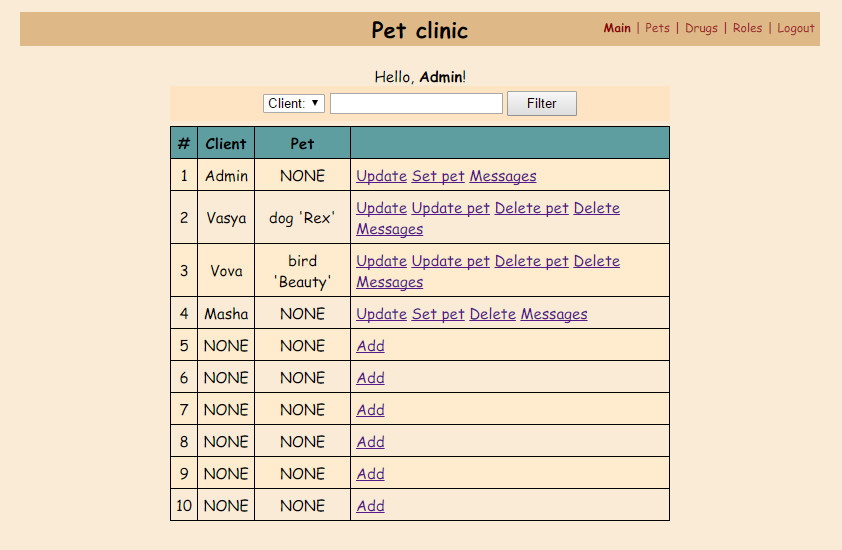 Pet clinic
Main | Pets | Drugs | Roles | Logout
Hello, Admin!
Client: Filter
# Client Pet
1 Admin NONE Update Set pet Messages
2 Vasya dog 'Rex' Update Update pet Delete pet Delete
Messages
3 Vova bird 'Beauty' Update Update pet Delete pet Delete
Messages
4 Masha NONE Update Set pet Delete Messages
5 NONE NONE Add
6 NONE NONE Add
7 NONE NONE Add
8 NONE NONE Add
9 NONE NONE Add
10 NONE NONE Add